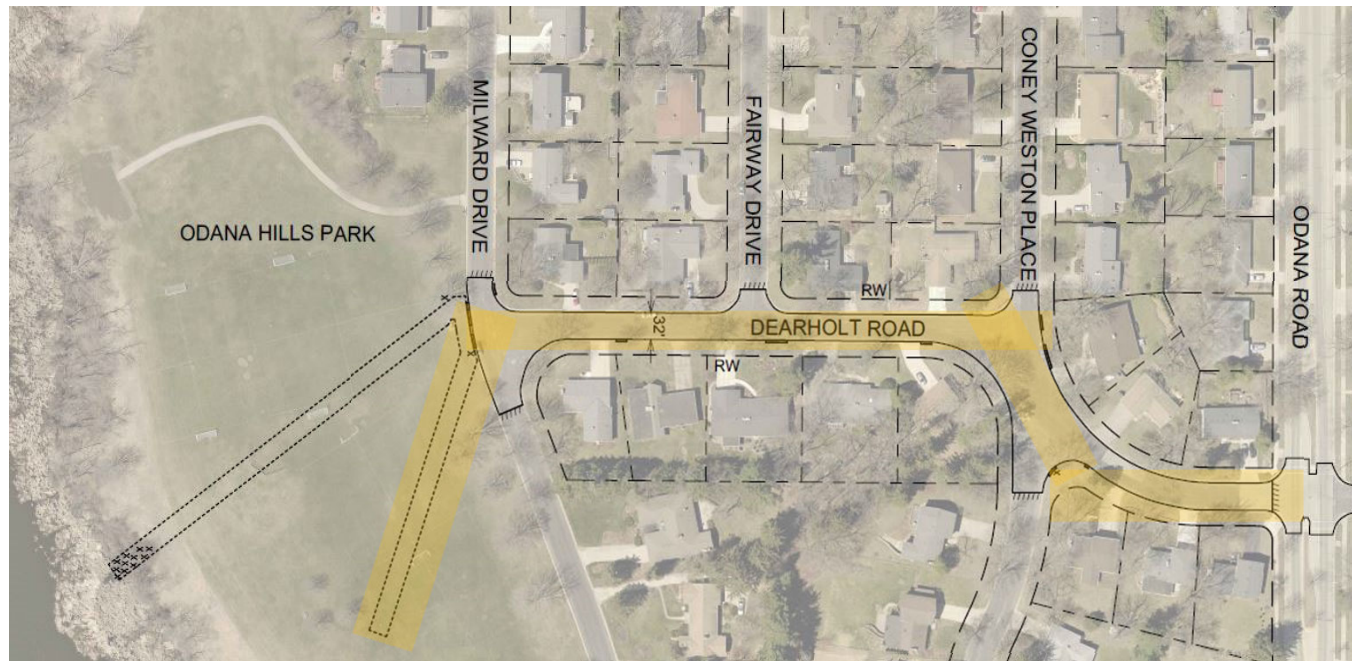 MILWARD DRIVE
FAIRWAY DRIVE
CONEY WESTON PLACE
ODANA ROAD
ODANA HILLS PARK
RW
32'
DEARHOLT ROAD
RW